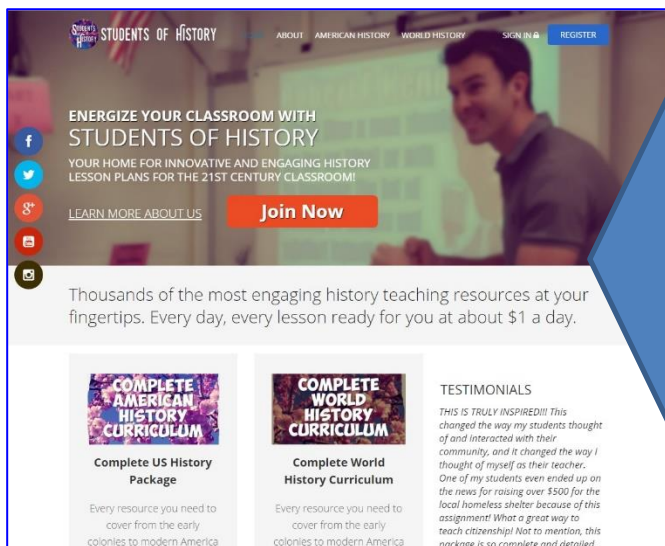 STUDENTS OF HISTORY
STUDENTS OF HISTORY ABOUT AMERICAN HISTORY WORLD HISTORY SIGN IN REGISTER
ENERGIZE YOUR CLASSROOM WITH
STUDENTS OF HISTORY
YOUR HOME FOR INNOVATIVE AND ENGAGING HISTORY
LESSON PLANS FOR THE 21ST CENTURY CLASSROOM!
LEARN MORE ABOUT US Join Now
Thousands of the most engaging history teaching resources at your
fingertips. Every day, every lesson ready for you at about $1 a day.
COMPLETE
AMERICAN
HISTORY
CURRICULUM
Complete US History
Package
Every resource you need to
cover from the early
colonies to modern America
COMPLETE
WORLD
HISTORY
CURRICULUM
Complete World
History Curriculum
Every resource you need to
cover from the early
colonies to modern America
TESTIMONIALS
THIS IS TRULY INSPIRED!!! This
changed the way my students thought
of and interacted with their
community, and it changed the way I
thought of myself as their teacher.
One of my students even ended up on
the news for raising over $500 for the
local homeless shelter because of this
assignment! What a great way to
teach citizenship! Not to mention, this
package is so complete and detailed